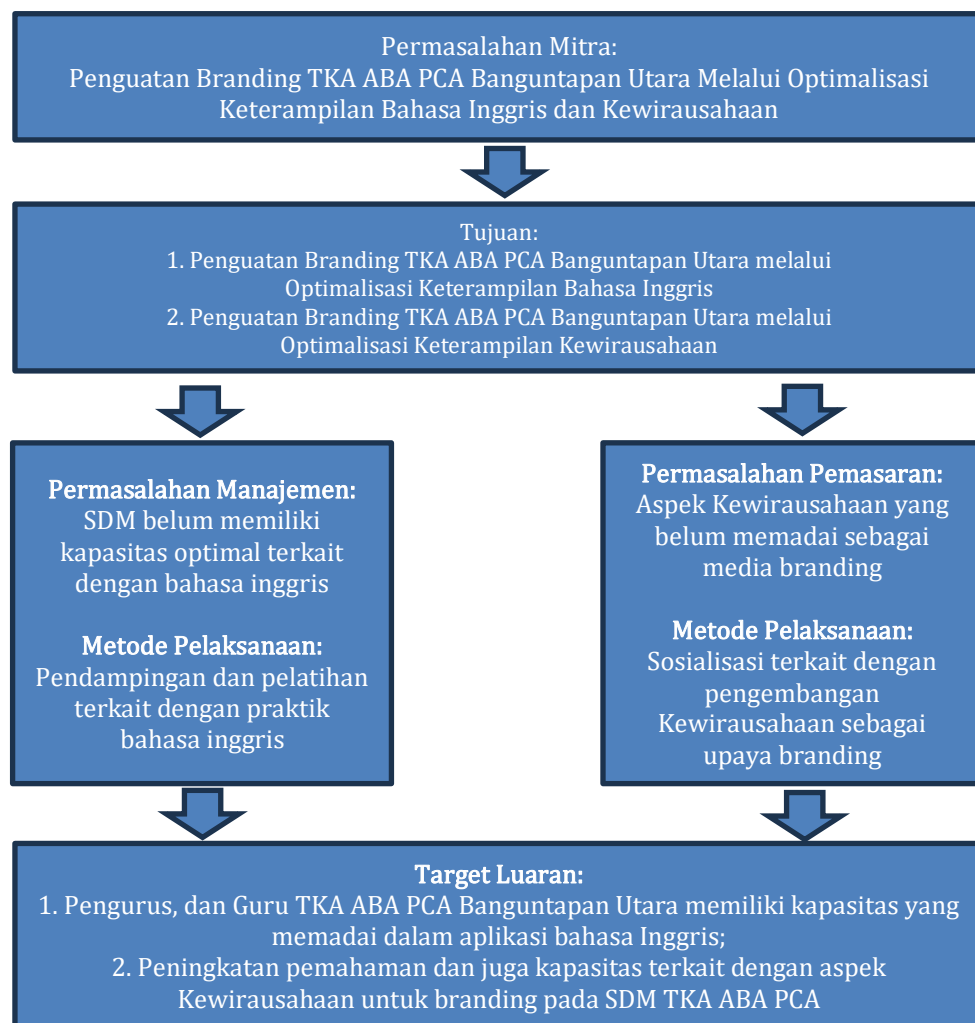 Permasalahan Mitra:
Penguatan Branding TKA ABA PCA Banguntapan Utara Melalui Optimalisasi
Keterampilan Bahasa Inggris dan Kewirausahaan
Tujuan:
1. Penguatan Branding TKA ABA PCA Banguntapan Utara melalui
Optimalisasi Keterampilan Bahasa Inggris
2. Penguatan Branding TKA ABA PCA Banguntapan Utara melalui
Optimalisasi Keterampilan Kewirausahaan
Permasalahan Manajemen:
SDM belum memiliki
kapasitas optimal terkait
dengan bahasa inggris
Metode Pelaksanaan:
Pendampingan dan pelatihan
terkait dengan praktik
bahasa inggris
Permasalahan Pemasaran:
Aspek Kewirausahaan yang
belum memadai sebagai
media branding
Metode Pelaksanaan:
Sosialisasi terkait dengan
pengembangan
Kewirausahaan sebagai
upaya branding
Target Luaran:
1. Pengurus, dan Guru TKA ABA PCA Banguntapan Utara memiliki kapasitas yang
memadai dalam aplikasi bahasa Inggris;
2. Peningkatan pemahaman dan juga kapasitas terkait dengan aspek
Kewirausahaan untuk branding pada SDM TKA ABA PCA